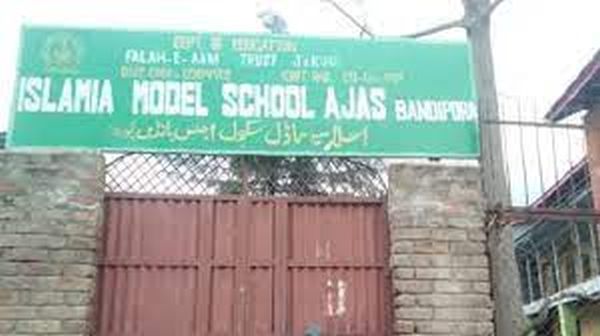 DEPT. OF EDUCATION
FALAH-E-AAM TRUST J&K
ISLAMIA MODEL SCHOOL AJAS BANDIPORA
اسلامیہ ماڈل سکول اجس بانڈی پورہ